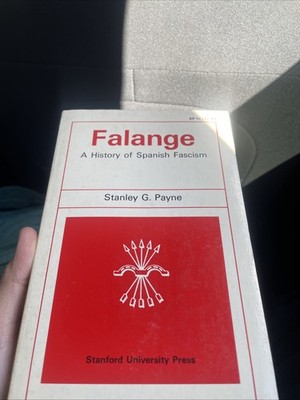 Falange
A History of Spanish Fascism
Stanley G. Payne
Stanford University Press